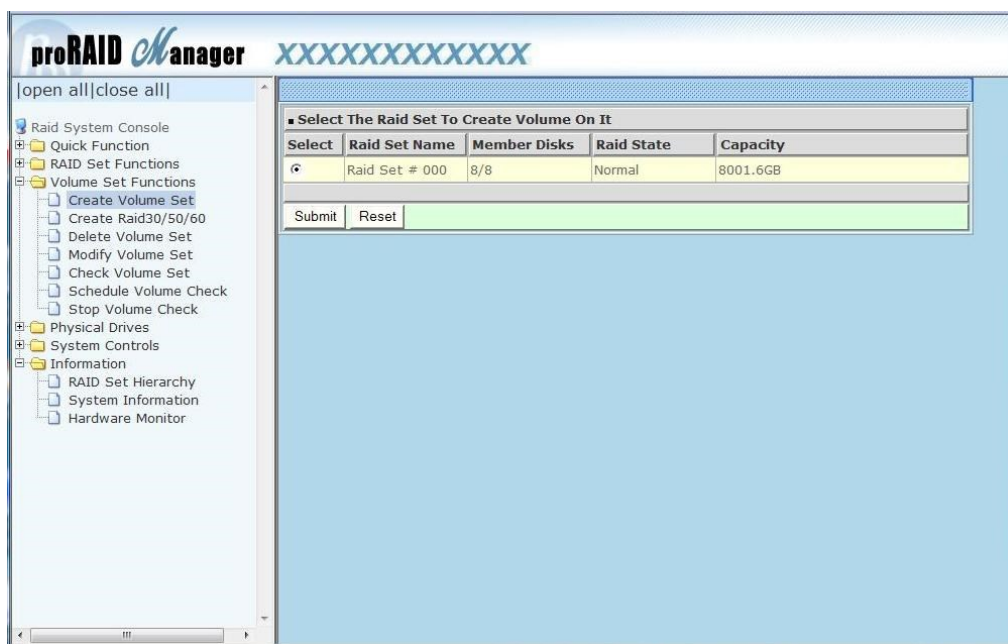 proRAID Manager XXXXXXXXXXXXX
|open all|close all|
Raid System Console
Quick Function
RAID Set Functions
Volume Set Functions
Create Volume Set
Create Raid30/50/60
Delete Volume Set
Modify Volume Set
Check Volume Set
Schedule Volume Check
Stop Volume Check
Physical Drives
System Controls
Information
RAID Set Hierarchy
System Information
Hardware Monitor
Select The Raid Set To Create Volume On It
Select Raid Set Name Member Disks Raid State Capacity
Raid Set # 000 8/8 Normal 8001.6GB
Submit Reset